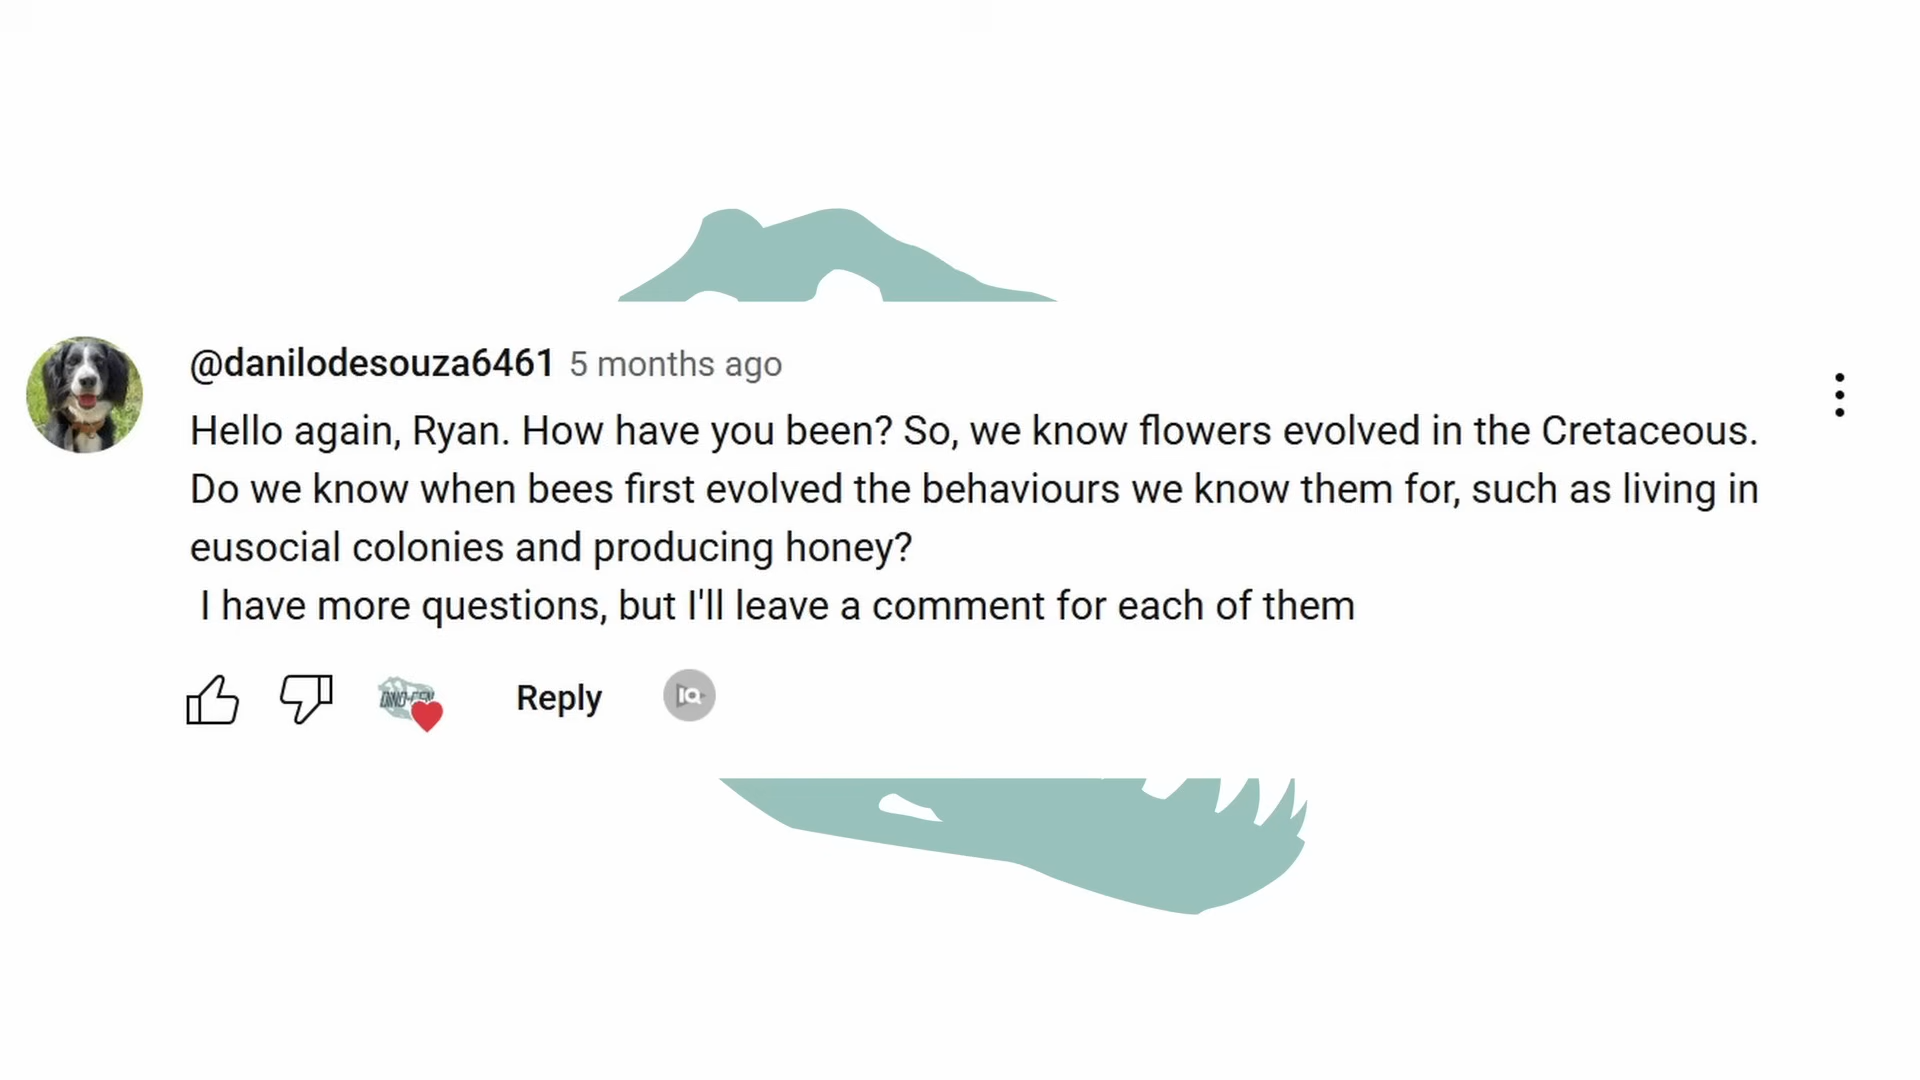 @danilodesouza6461 5 months ago
Hello again, Ryan. How have you been? So, we know flowers evolved in the Cretaceous.
Do we know when bees first evolved the behaviours we know them for, such as living in
eusocial colonies and producing honey?
I have more questions, but I'll leave a comment for each of them
Reply
IQ